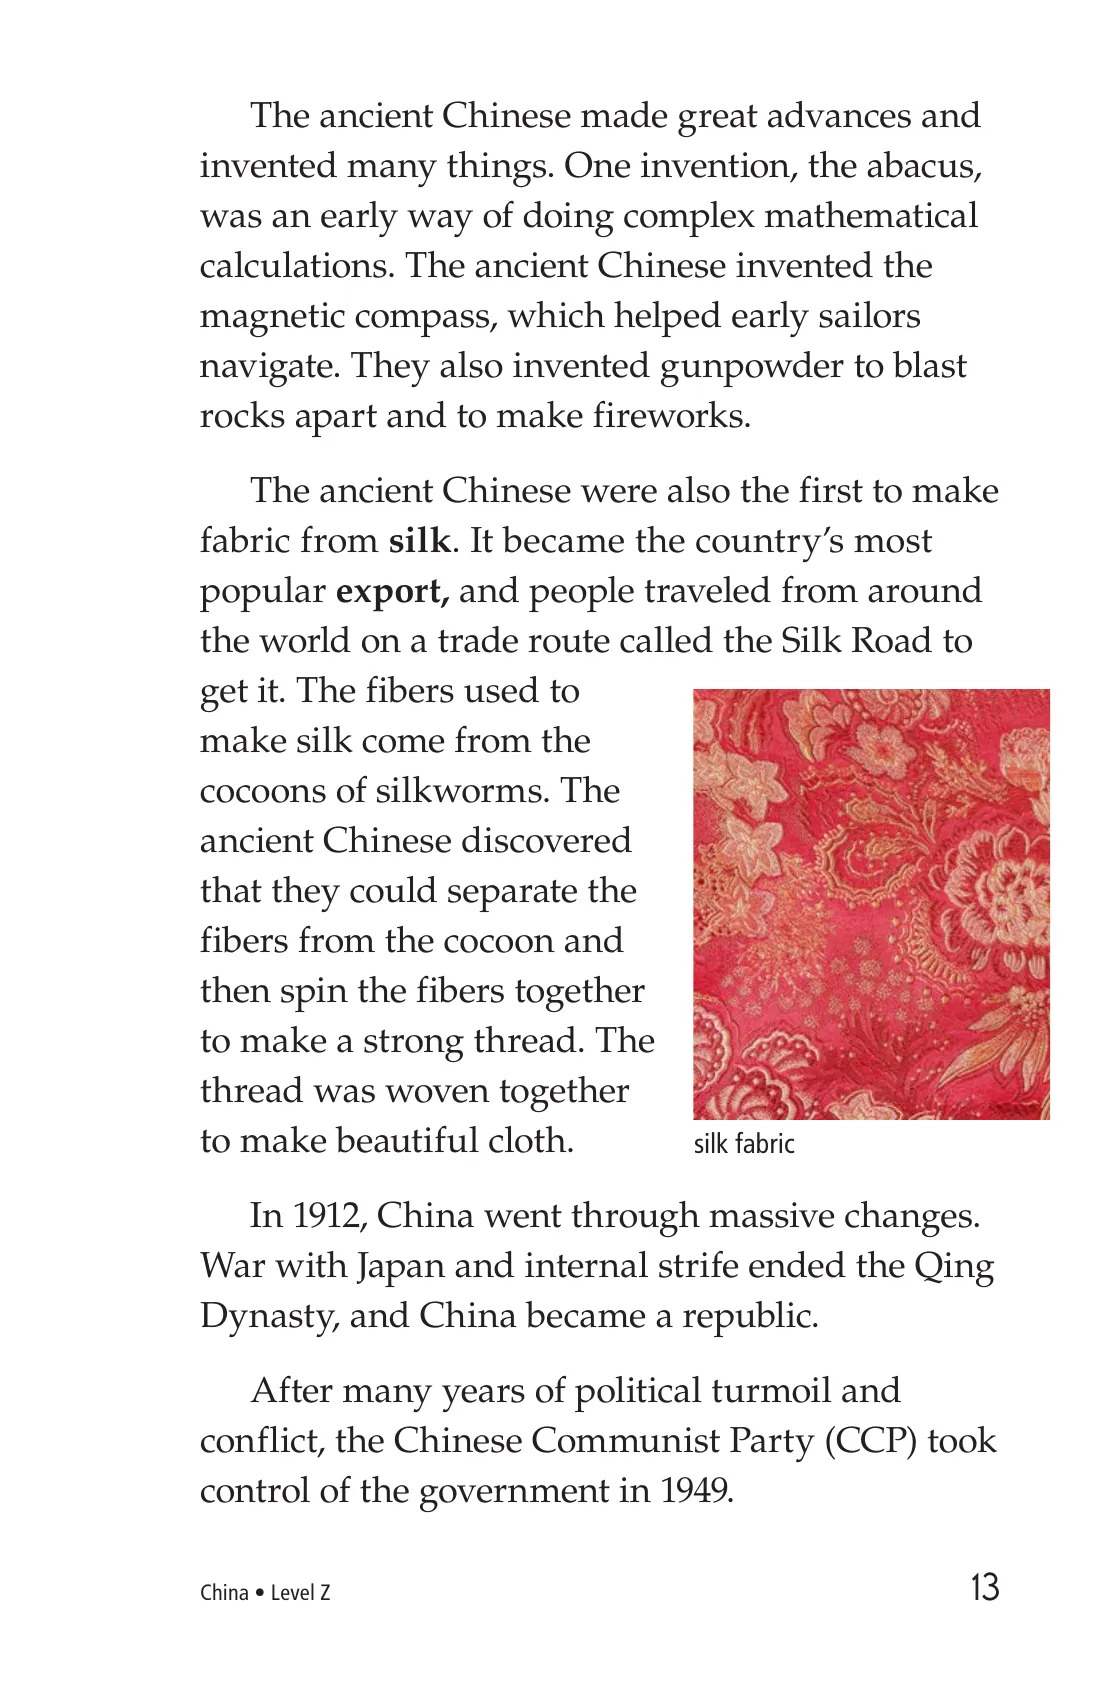 The ancient Chinese made great advances and
invented many things. One invention, the abacus,
was an early way of doing complex mathematical
calculations. The ancient Chinese invented the
magnetic compass, which helped early sailors
navigate. They also invented gunpowder to blast
rocks apart and to make fireworks.
The ancient Chinese were also the first to make
fabric from silk. It became the country’s most
popular export, and people traveled from around
the world on a trade route called the Silk Road to
get it. The fibers used to
make silk come from the
cocoons of silkworms. The
ancient Chinese discovered
that they could separate the
fibers from the cocoon and
then spin the fibers together
to make a strong thread. The
thread was woven together
to make beautiful cloth.
silk fabric
In 1912, China went through massive changes.
War with Japan and internal strife ended the Qing
Dynasty, and China became a republic.
After many years of political turmoil and
conflict, the Chinese Communist Party (CCP) took
control of the government in 1949.
China • Level Z
13